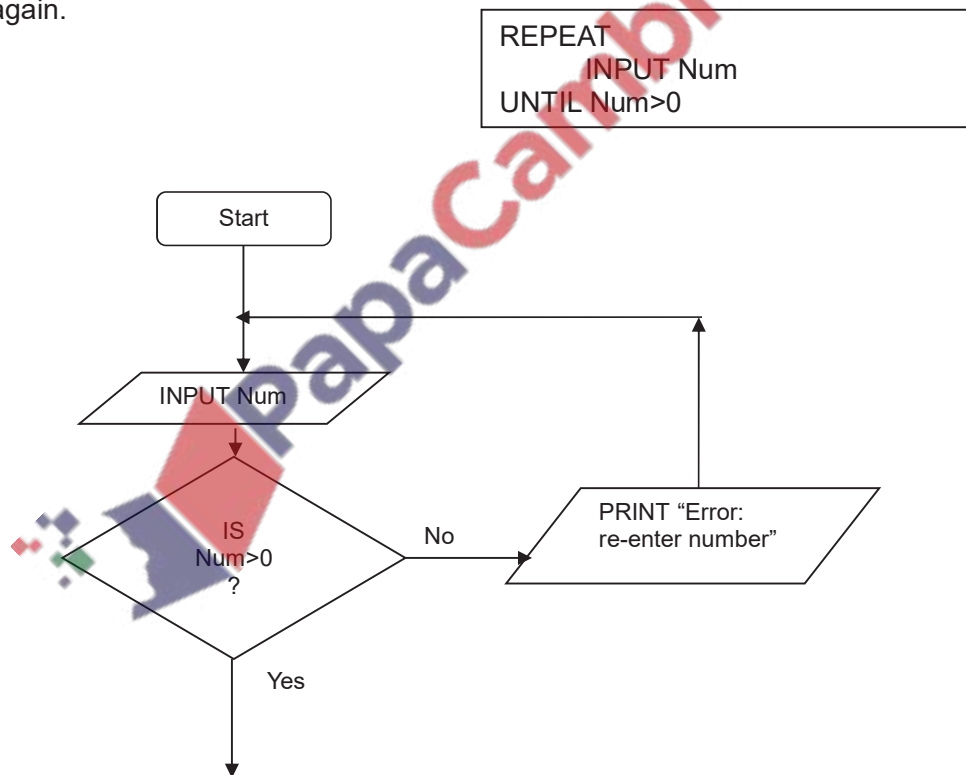 again.
REPEAT
INPUT Num
UNTIL Num>0
Start
INPUT Num
IS
Num>0
?
No
PRINT “Error:
re-enter number”
Yes
PapaCambri